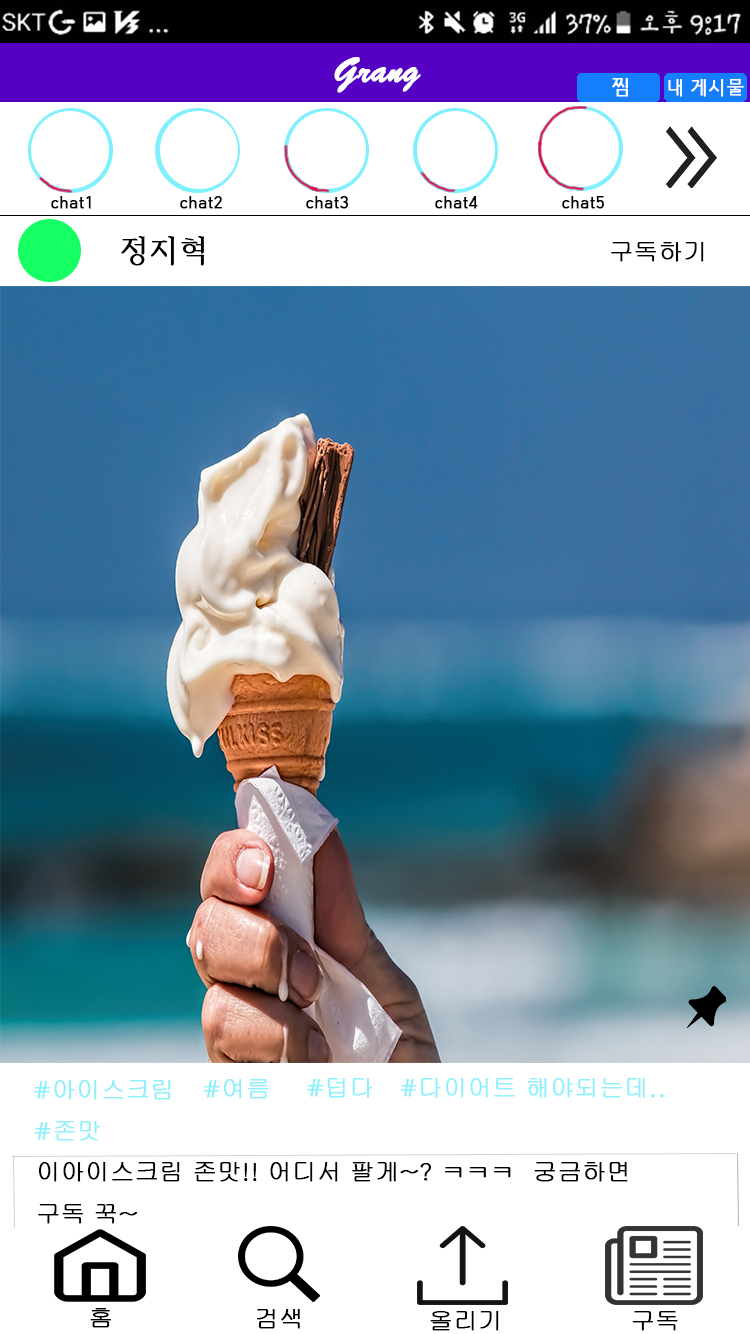 SKT ... 3G 37% 오후 9:17
Grang
찜 내 게시물
chat1 chat2 chat3 chat4 chat5
정지혁 구독하기
#아이스크림 #여름 #덥다 #다이어트 해야되는데..
#존맛
이아이스크림 존맛!! 어디서 팔게~? ㅋㅋㅋ 궁금하면
구독 꾹~
홈 검색 올리기 구독